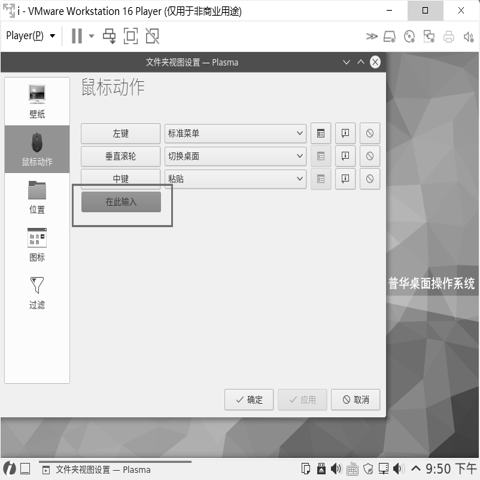 i - VMware Workstation 16 Player (仅用于非商业用途)
Player(P)
文件夹视图设置 — Plasma
壁纸
鼠标动作
位置
图标
过滤
鼠标动作
左键 标准菜单
垂直滚轮 切换桌面
中键 粘贴
在此输入
确定 应用 取消
普华桌面操作系统
文件夹视图设置 — Plasma
9:50 下午